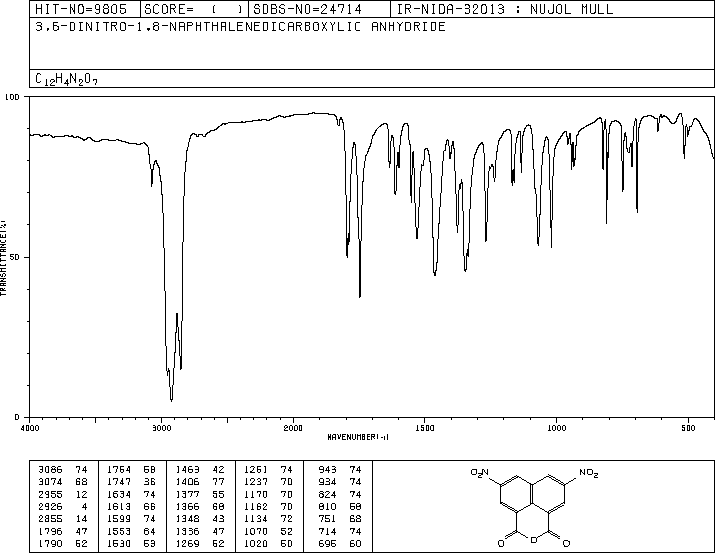 HIT-NO=9805 SCORE= ( ) SDBS-NO=24714 IR-NIDA-32013 : NUJOL MULL
3,6-DINITRO-1,8-NAPHTHALENEDICARBOXYLIC ANHYDRIDE
C12H4N2O7
100
50
0
TRANSMITTANCE(%)
4000 3000 2000 1500 1000 500
WAVENUMBER(-1)
3086 74 1764 58 1463 42 1251 74 943 74
3074 68 1747 36 1406 77 1237 70 934 74
2955 12 1634 74 1377 55 1170 70 824 74
2926 4 1613 66 1366 60 1162 70 810 58
2855 14 1599 74 1348 43 1134 72 751 68
1796 47 1553 64 1336 47 1070 52 714 74
1790 52 1530 53 1269 52 1020 50 695 60
O2N NO2
O O O